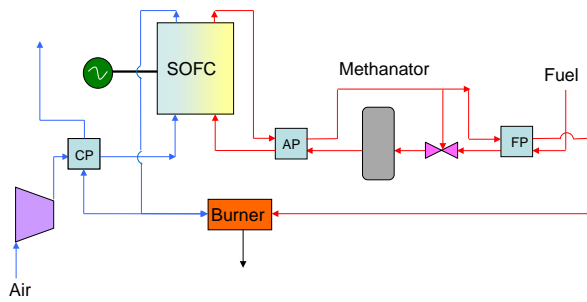 SOFC
Methanator
Fuel
AP
FP
CP
Burner
Air